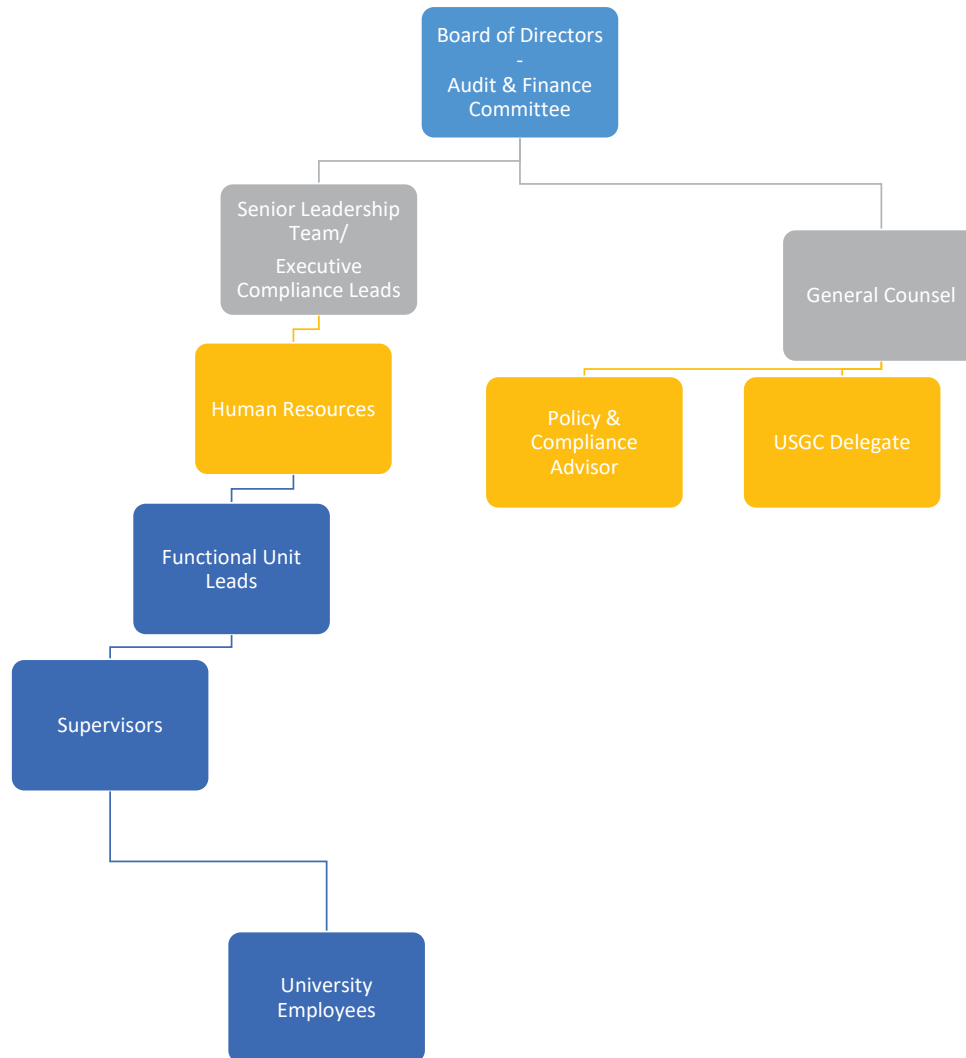 Board of Directors
-
Audit & Finance
Committee
Senior Leadership
Team/
Executive
Compliance Leads
General Counsel
Human Resources
Policy &
Compliance
Advisor
USGC Delegate
Functional Unit
Leads
Supervisors
University
Employees